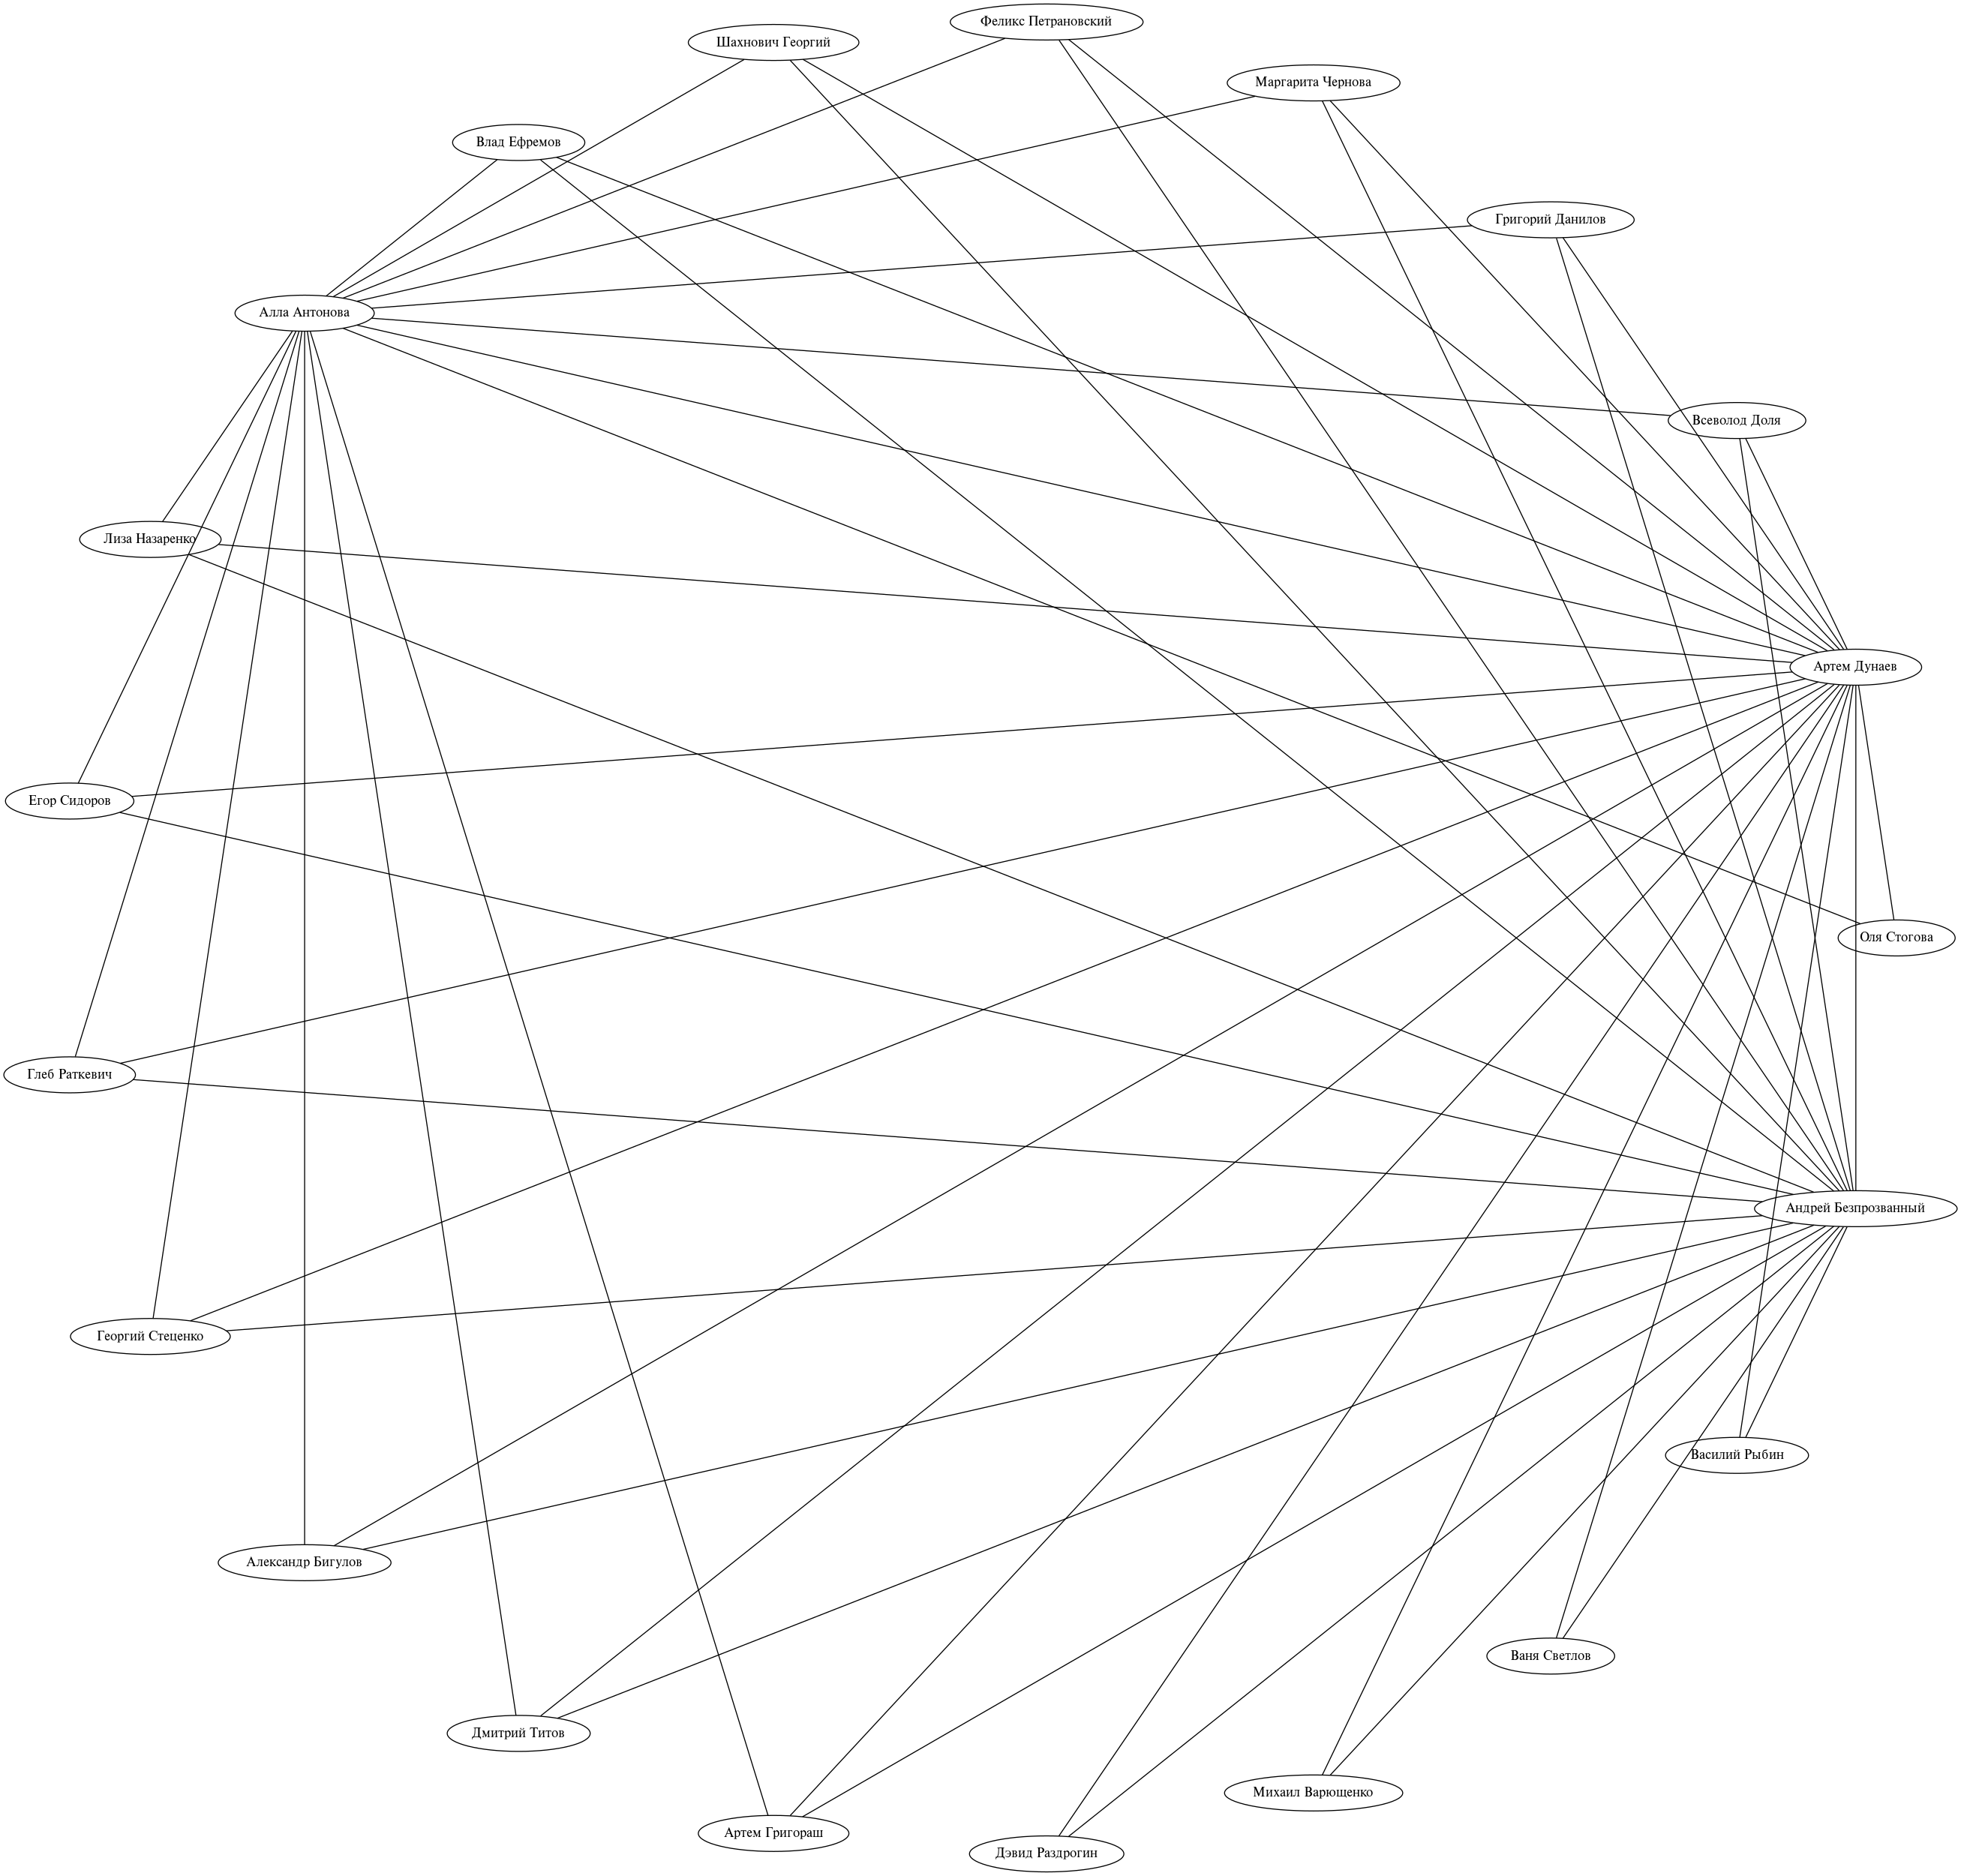 Феликс Петрановский
Шахнович Георгий
Маргарита Чернова
Влад Ефремов
Григорий Данилов
Алла Антонова
Всеволод Доля
Лиза Назаренко
Артем Дунаев
Егор Сидоров
Оля Стогова
Глеб Раткевич
Андрей Безпрозванный
Георгий Стеценко
Василий Рыбин
Александр Бигулов
Ваня Светлов
Дмитрий Титов
Михаил Варющенко
Артем Григораш
Дэвид Раздрогин